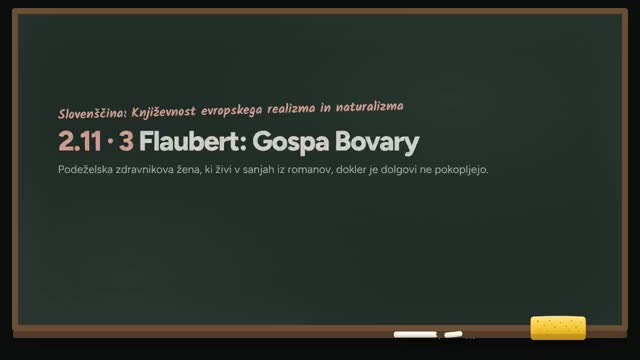 Slovenščina: Književnost evropskega realizma in naturalizma
2.11 · 3 Flaubert: Gospa Bovary
Podeželska zdravnikova žena, ki živi v sanjah iz romanov, dokler je dolgovi ne pokopljejo.